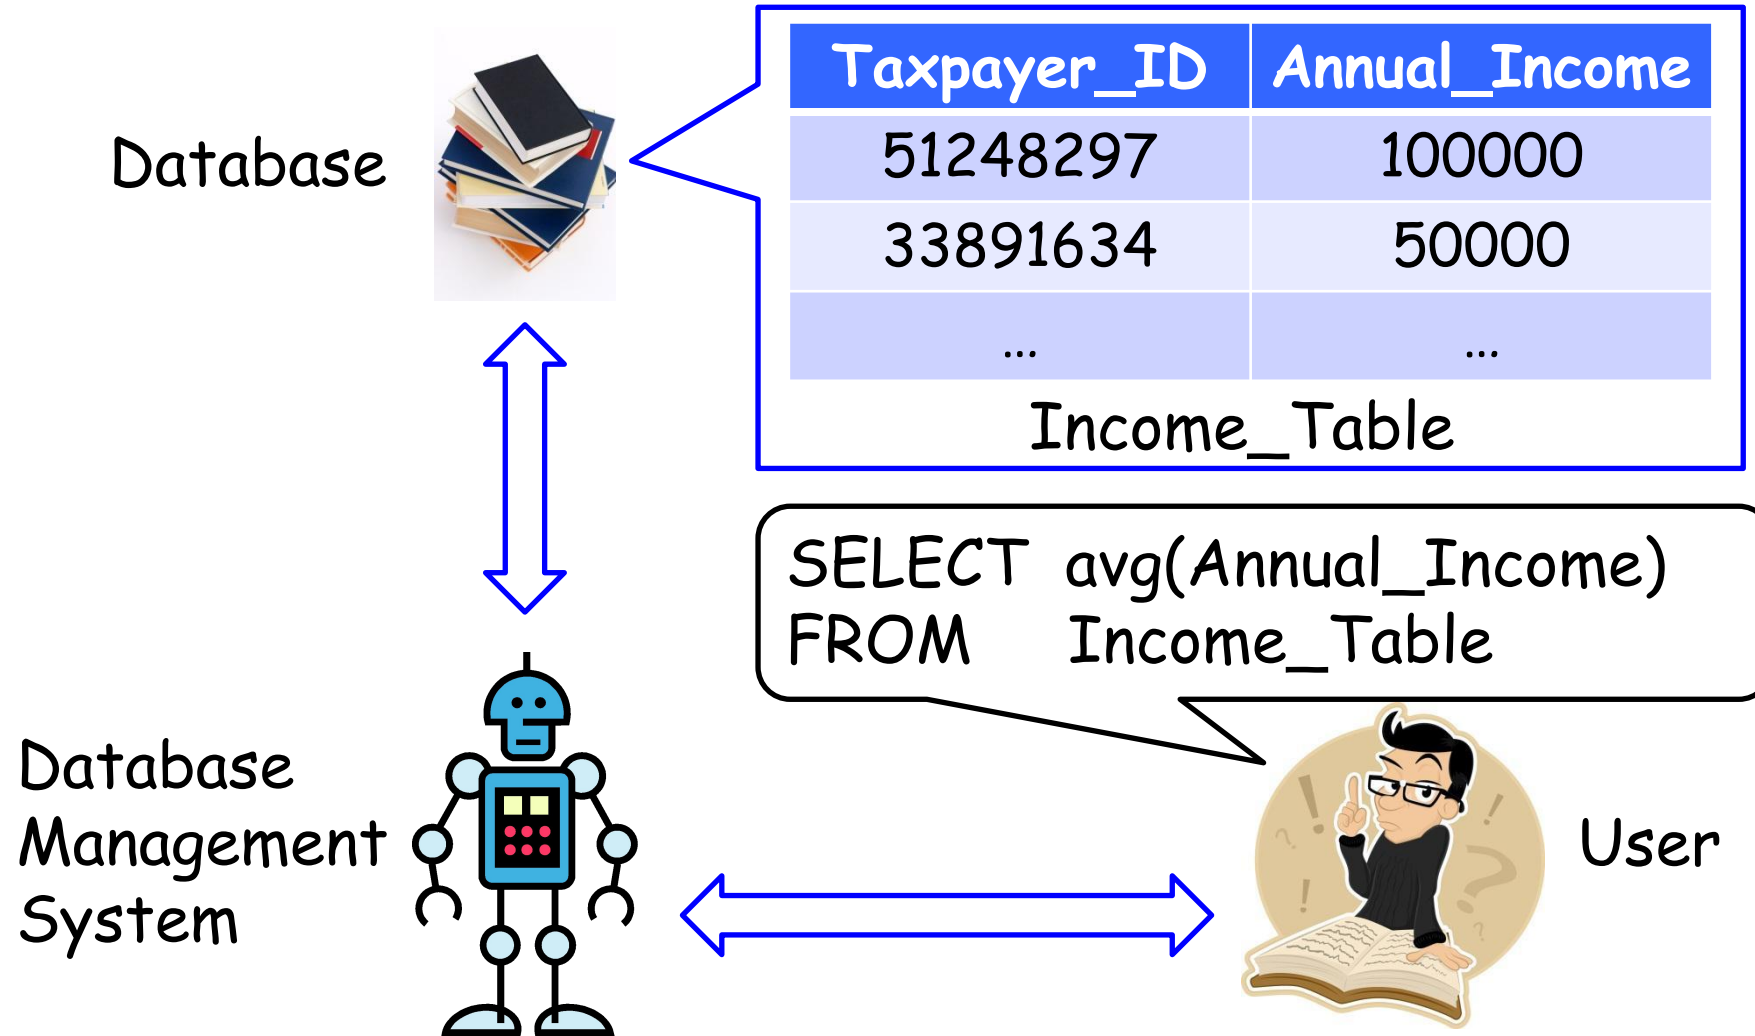 Database
Taxpayer_ID Annual_Income
51248297 100000
33891634 50000
... ...
Income_Table
SELECT avg(Annual_Income)
FROM Income_Table
Database
Management
System
User